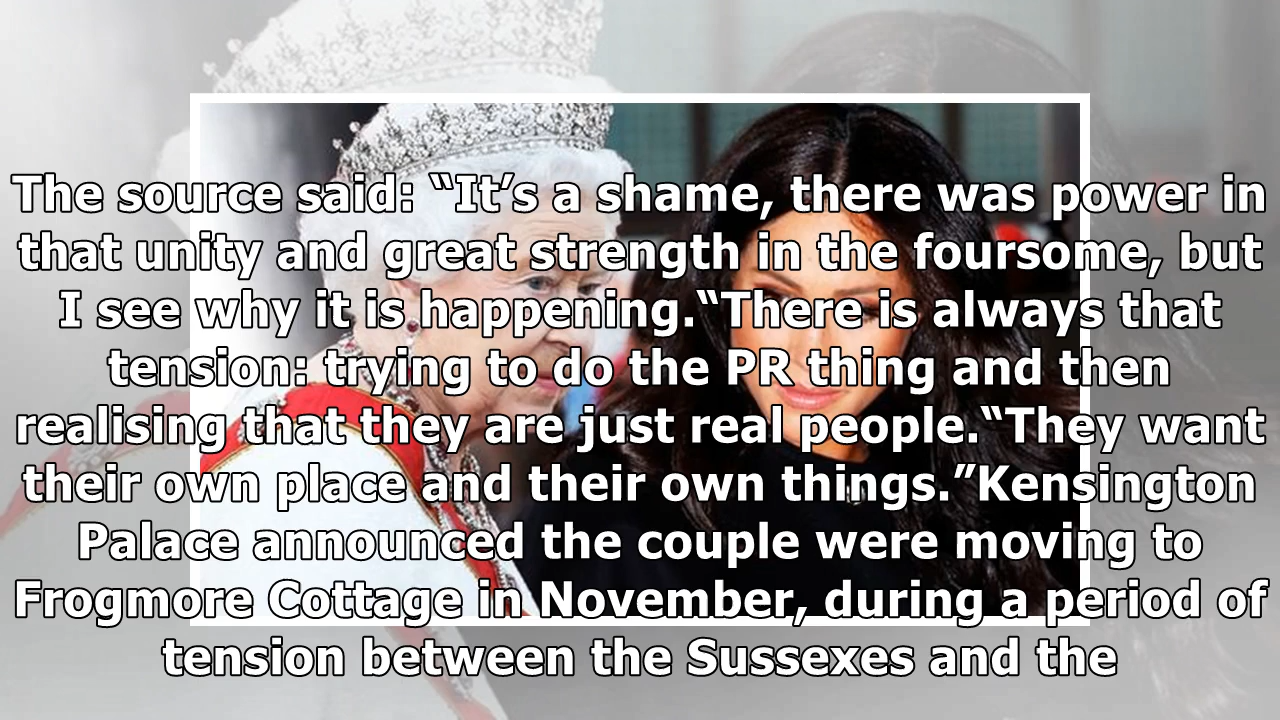 The source said: “It’s a shame, there was power in
that unity and great strength in the foursome, but
I see why it is happening.“There is always that
tension: trying to do the PR thing and then
realising that they are just real people.“They want
their own place and their own things.”Kensington
Palace announced the couple were moving to
Frogmore Cottage in November, during a period of
tension between the Sussexes and the